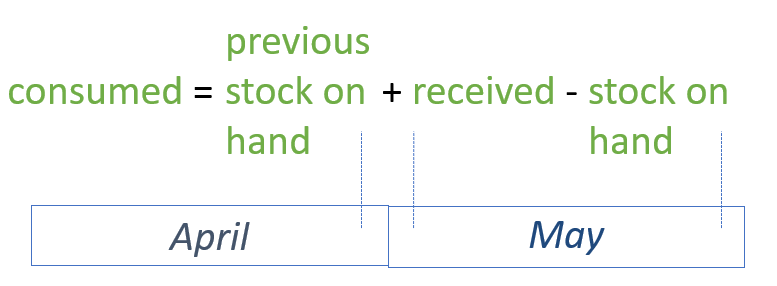 previous
consumed = stock on + received - stock on
hand hand
April May